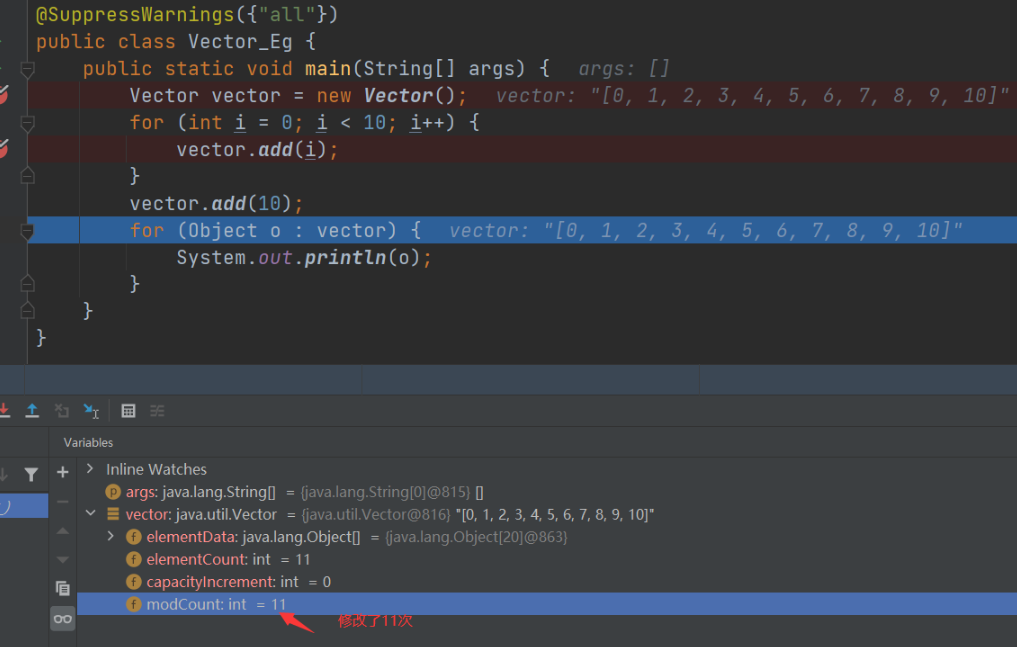 @SuppressWarnings({"all"})
public class Vector_Eg {
public static void main(String[] args) { args: []
Vector vector = new Vector(); vector: "[0, 1, 2, 3, 4, 5, 6, 7, 8, 9, 10]"
for (int i = 0; i < 10; i++) {
vector.add(i);
}
vector.add(10);
for (Object o : vector) { vector: "[0, 1, 2, 3, 4, 5, 6, 7, 8, 9, 10]"
System.out.println(o);
}
}
}
Variables
Inline Watches
args: java.lang.String[] = {java.lang.String[0]@815} []
vector: java.util.Vector = {java.util.Vector@816} "[0, 1, 2, 3, 4, 5, 6, 7, 8, 9, 10]"
elementData: java.lang.Object[] = {java.lang.Object[20]@863}
elementCount: int = 11
capacityIncrement: int = 0
modCount: int = 11
修改了11次